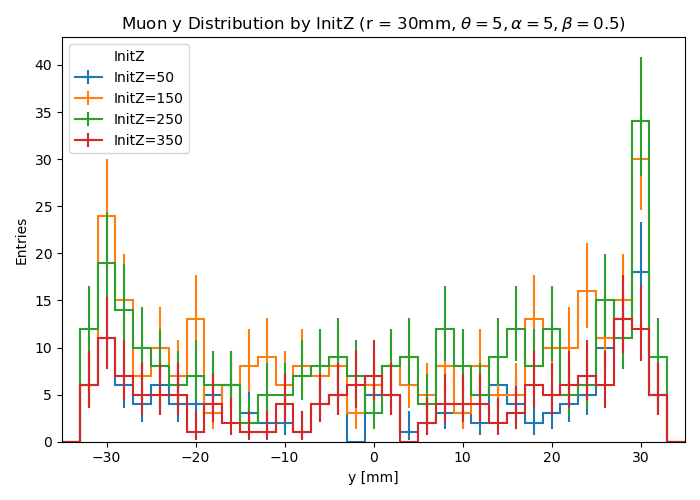 Muon y Distribution by InitZ (r = 30mm, θ = 5, α = 5, β = 0.5)
InitZ
InitZ=50
InitZ=150
InitZ=250
InitZ=350
Entries
40
35
30
25
20
15
10
5
0
−30 −20 −10 0 10 20 30
y [mm]